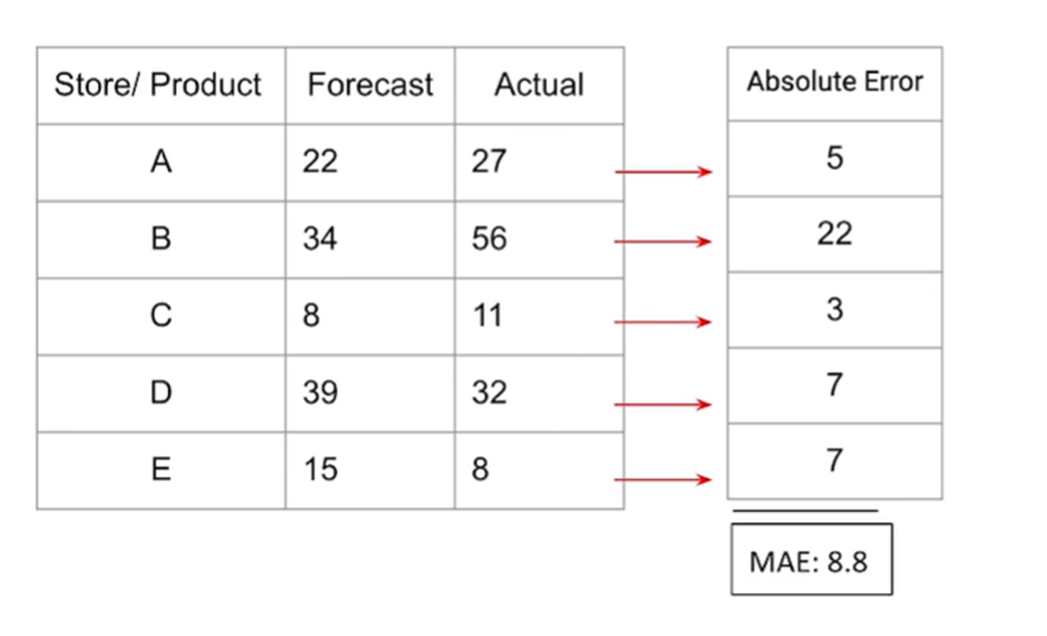 Store/ Product Forecast Actual Absolute Error
A 22 27 5
B 34 56 22
C 8 11 3
D 39 32 7
E 15 8 7
MAE: 8.8